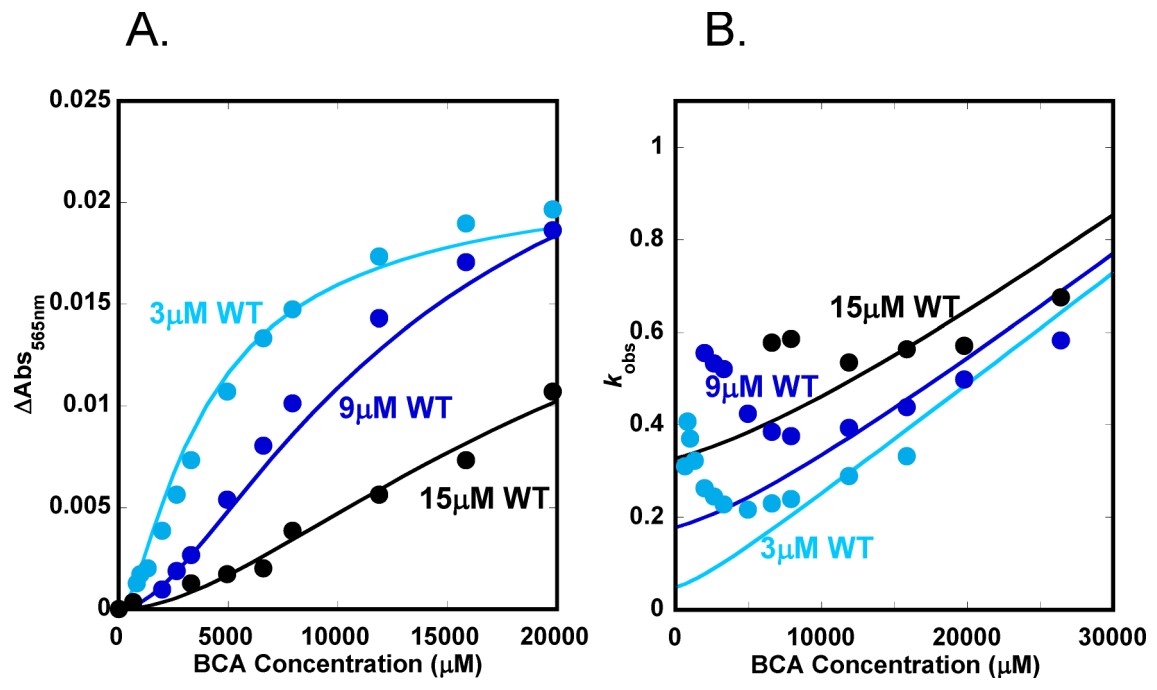 A.
B.
0.025
0.02
0.015
0.01
0.005
0
ΔAbs565nm
3μM WT
9μM WT
15μM WT
0
5000
10000
15000
20000
BCA Concentration (μM)
1
0.8
0.6
0.4
0.2
0
kobs
15μM WT
9μM WT
3μM WT
0
10000
20000
30000
BCA Concentration (μM)